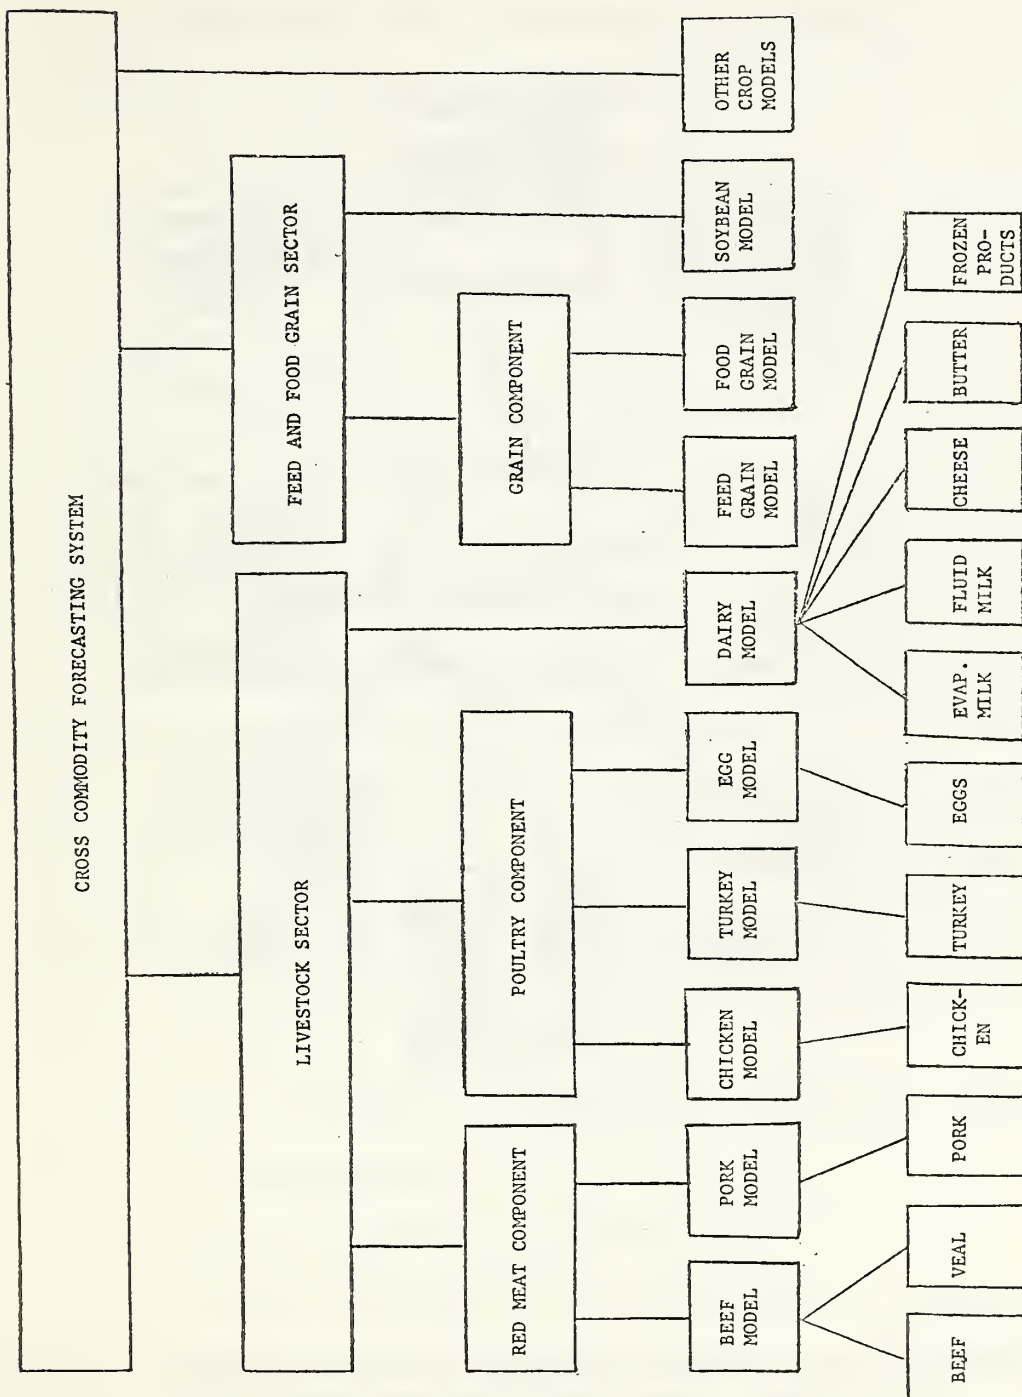 CROSS COMMODITY FORECASTING SYSTEM
LIVESTOCK SECTOR
FEED AND FOOD GRAIN SECTOR
RED MEAT COMPONENT
POULTRY COMPONENT
GRAIN COMPONENT
BEEF
MODEL
PORK
MODEL
CHICKEN
MODEL
TURKEY
MODEL
EGG
MODEL
DAIRY
MODEL
FEED
GRAIN
MODEL
FOOD
GRAIN
MODEL
SOYBEAN
MODEL
OTHER
CROP
MODELS
BEEF
VEAL
PORK
CHICK-
EN
TURKEY
EGGS
EVAP.
MILK
FLUID
MILK
CHEESE
BUTTER
FROZEN
PRO-
DUCTS